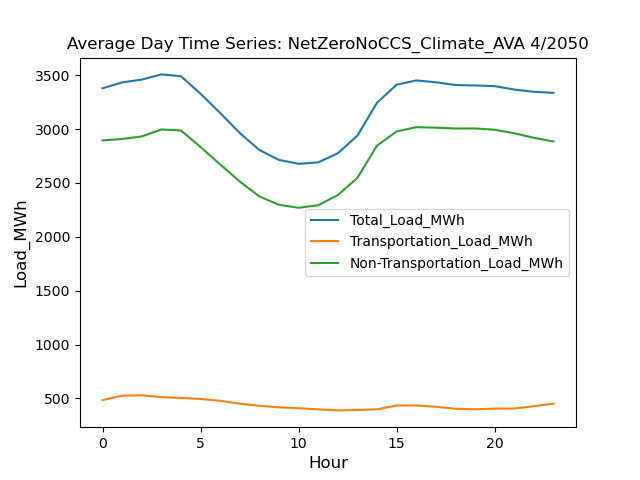 Average Day Time Series: NetZeroNoCCS_Climate_AVA 4/2050
Load_MWh
3500
3000
2500
2000
1500
1000
500
Total_Load_MWh
Transportation_Load_MWh
Non-Transportation_Load_MWh
0 5 10 15 20
Hour